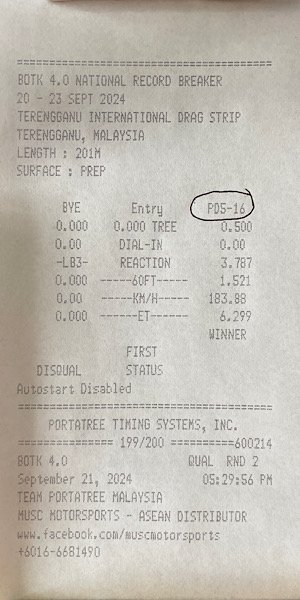 ==================================
BOTK 4.0 NATIONAL RECORD BREAKER
20 - 23 SEPT 2024
TERENGGANU INTERNATIONAL DRAG STRIP
TERENGGANU, MALAYSIA
LENGTH : 201M
SURFACE : PREP
BYE Entry PD5-16
0.000 0.000 TREE 0.500
0.00 DIAL-IN 0.00
-LB3- REACTION 3.787
0.000 -----60FT----- 1.521
0.00 -----KM/H----- 183.88
0.000 ------ET------ 6.299
WINNER
FIRST
DISQUAL STATUS
Autostart Disabled
==================================
PORTATREE TIMING SYSTEMS, INC.
============= 199/200 ==========600214
BOTK 4.0 QUAL RND 2
September 21, 2024 05:29:56 PM
TEAM PORTATREE MALAYSIA
MUSC MOTORSPORTS - ASEAN DISTRIBUTOR
www.facebook.com/muscmotorsports
+6016-6681490